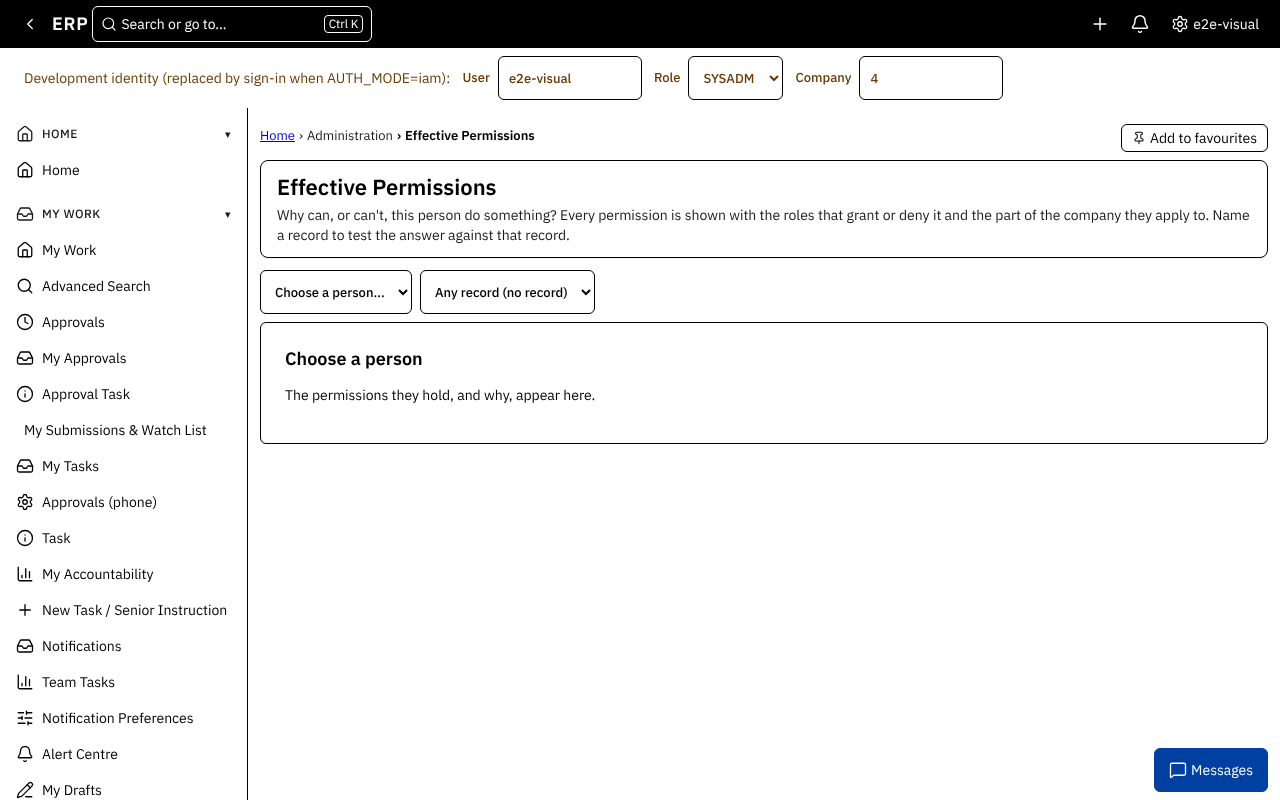 ERP
Search or go to...
Ctrl K
e2e-visual
Development identity (replaced by sign-in when AUTH_MODE=iam):
User
e2e-visual
Role
SYSADM
Company
4
HOME
Home
MY WORK
My Work
Advanced Search
Approvals
My Approvals
Approval Task
My Submissions & Watch List
My Tasks
Approvals (phone)
Task
My Accountability
New Task / Senior Instruction
Notifications
Team Tasks
Notification Preferences
Alert Centre
My Drafts
Home › Administration › Effective Permissions
Add to favourites
Effective Permissions
Why can, or can't, this person do something? Every permission is shown with the roles that grant or deny it and the part of the company they apply to. Name
a record to test the answer against that record.
Choose a person...
Any record (no record)
Choose a person
The permissions they hold, and why, appear here.
Messages